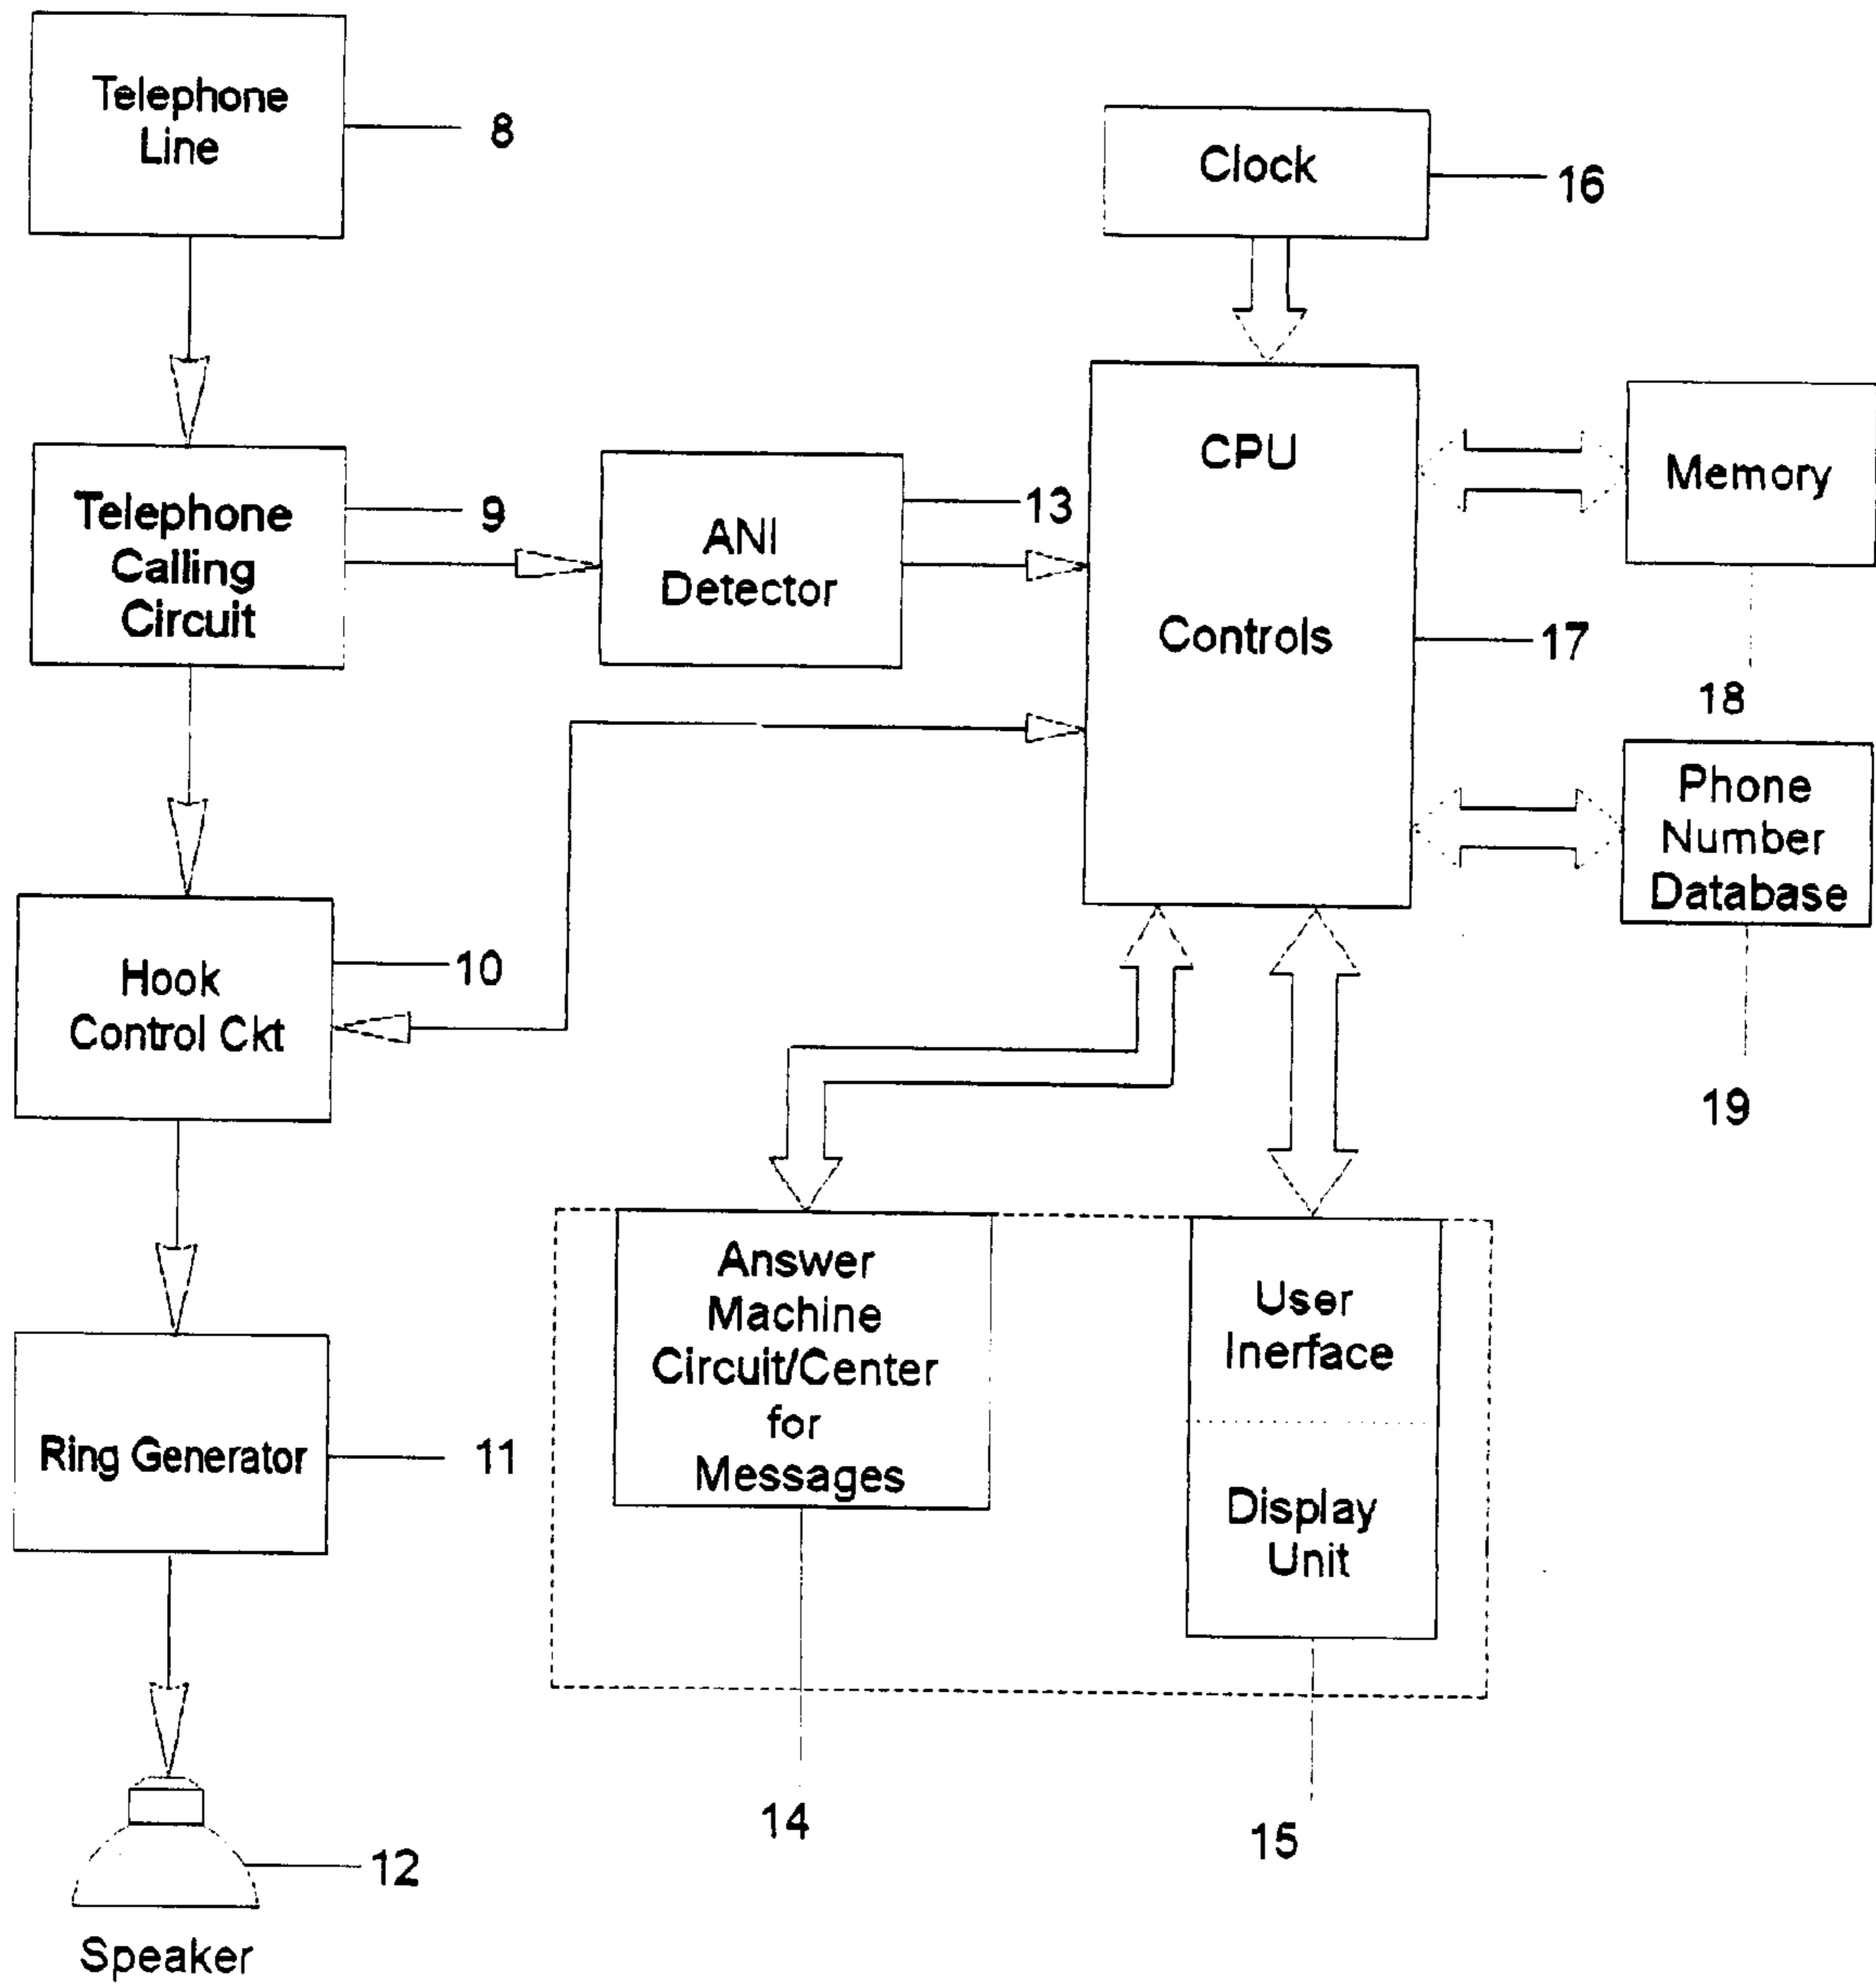 Telephone
Line
8
Clock
16
Telephone
Calling
Circuit
9
ANI
Detector
13
CPU
Controls
17
Memory
18
Phone
Number
Database
19
Hook
Control Ckt
10
Ring Generator
11
Answer
Machine
Circuit/Center
for
Messages
14
User
Inerface
Display
Unit
15
12
Speaker